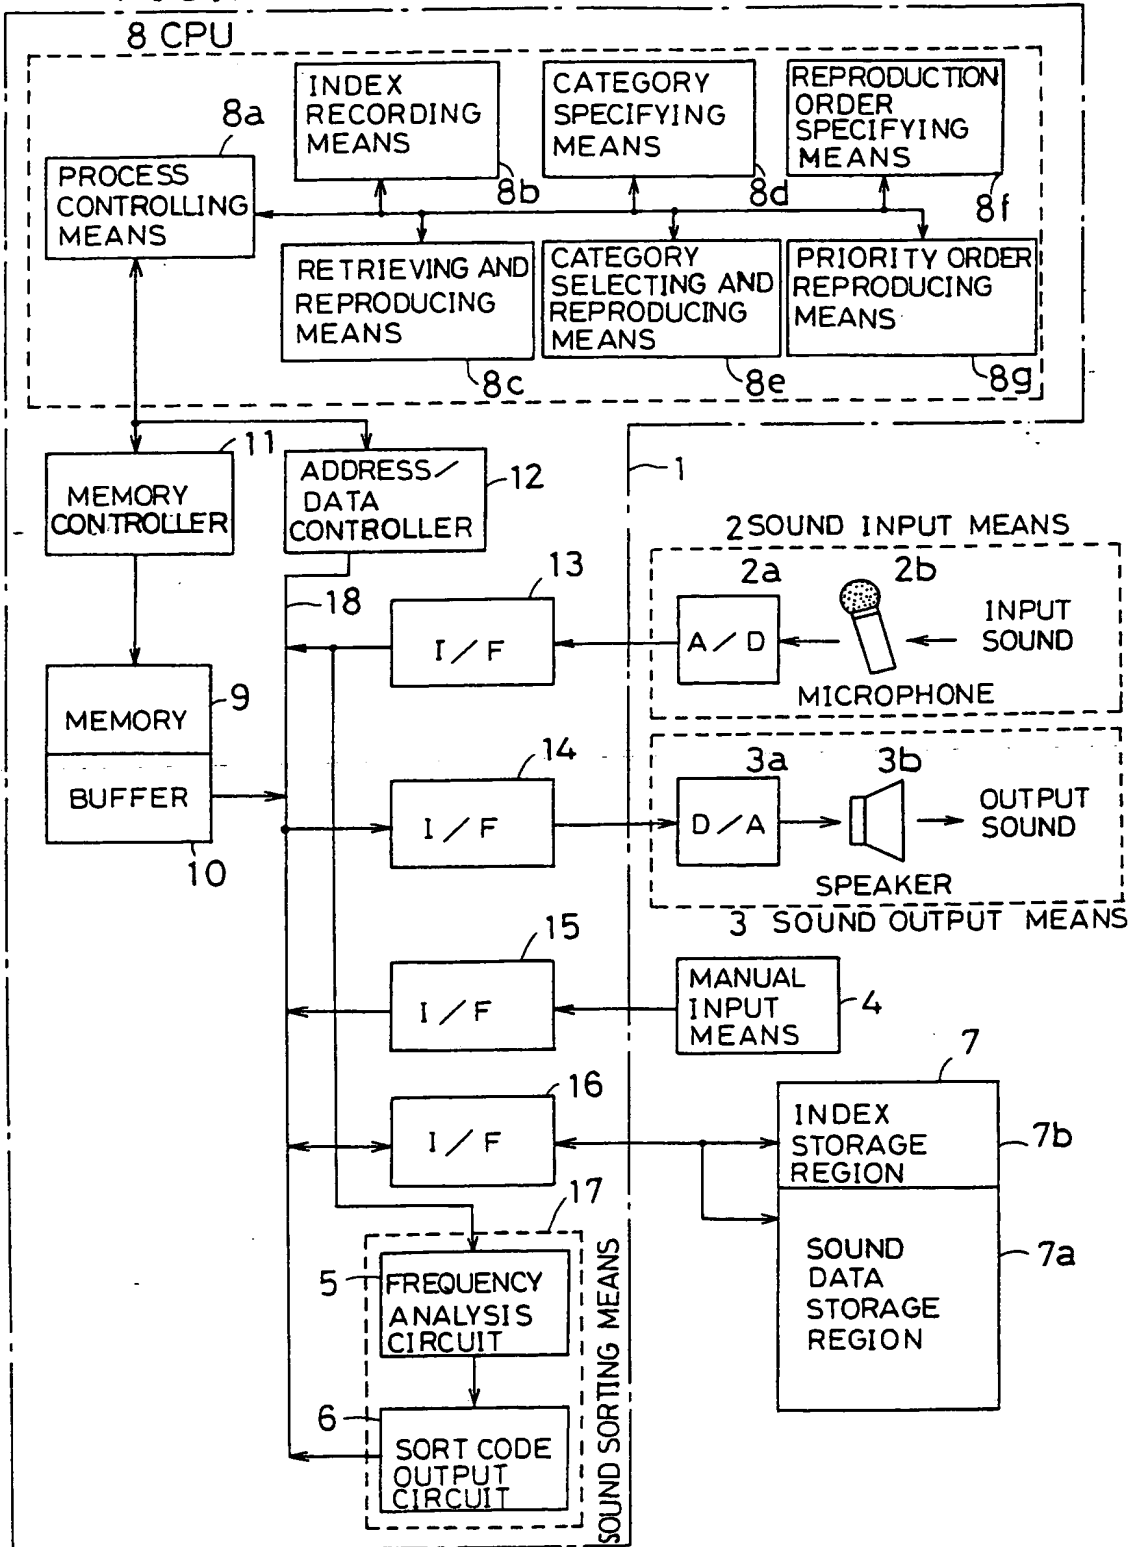 8 CPU
8a
INDEX
RECORDING
MEANS
8b
CATEGORY
SPECIFYING
MEANS
8d
REPRODUCTION
ORDER
SPECIFYING
MEANS
8f
PROCESS
CONTROLLING
MEANS
RETRIEVING AND
REPRODUCING
MEANS
8c
CATEGORY
SELECTING AND
REPRODUCING
MEANS
8e
PRIORITY ORDER
REPRODUCING
MEANS
8g
11
MEMORY
CONTROLLER
ADDRESS/
DATA
CONTROLLER
12
1
2 SOUND INPUT MEANS
18
13
I/F
2a
A/D
2b
INPUT
SOUND
MICROPHONE
MEMORY
9
BUFFER
10
14
I/F
3a
D/A
3b
OUTPUT
SOUND
SPEAKER
3 SOUND OUTPUT MEANS
15
I/F
MANUAL
INPUT
MEANS
4
16
I/F
7
INDEX
STORAGE
REGION
7b
SOUND
DATA
STORAGE
REGION
7a
17
5
FREQUENCY
ANALYSIS
CIRCUIT
6
SORT CODE
OUTPUT
CIRCUIT
SOUND SORTING MEANS